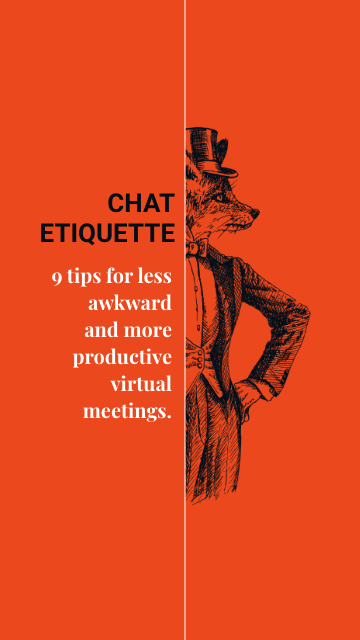 CHAT
ETIQUETTE
9 tips for less
awkward
and more
productive
virtual
meetings.